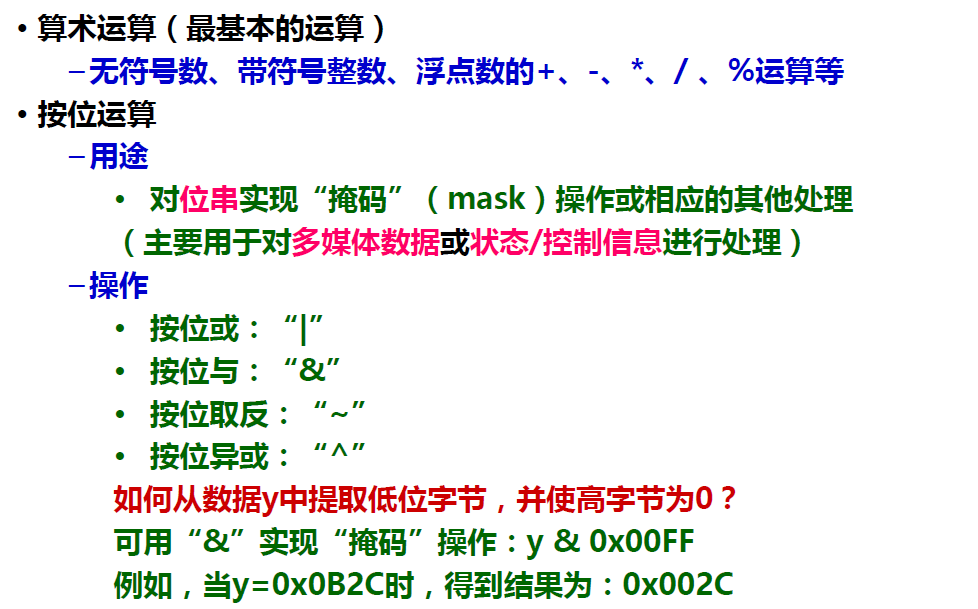 • 算术运算（最基本的运算）
– 无符号数、带符号整数、浮点数的+、-、*、/ 、%运算等
• 按位运算
– 用途
• 对位串实现“掩码”（mask）操作或相应的其他处理
（主要用于对多媒体数据或状态/控制信息进行处理）
– 操作
• 按位或：“|”
• 按位与：“&”
• 按位取反：“~”
• 按位异或：“^”
如何从数据y中提取低位字节，并使高字节为0？
可用“&”实现“掩码”操作：y & 0x00FF
例如，当y=0x0B2C时，得到结果为：0x002C